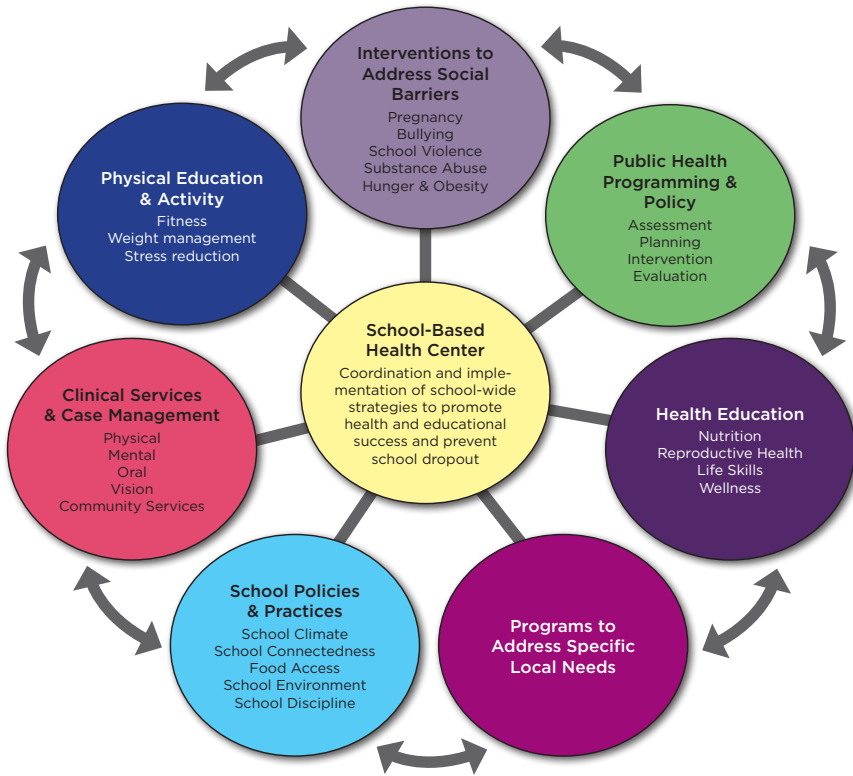 Interventions to
Address Social
Barriers
Pregnancy
Bullying
School Violence
Substance Abuse
Hunger & Obesity
Public Health
Programming &
Policy
Assessment
Planning
Intervention
Evaluation
Health Education
Nutrition
Reproductive Health
Life Skills
Wellness
Programs to
Address Specific
Local Needs
School Policies
& Practices
School Climate
School Connectedness
Food Access
School Environment
School Discipline
Clinical Services
& Case Management
Physical
Mental
Oral
Vision
Community Services
Physical Education
& Activity
Fitness
Weight management
Stress reduction
School-Based
Health Center
Coordination and imple-
mentation of school-wide
strategies to promote
health and educational
success and prevent
school dropout